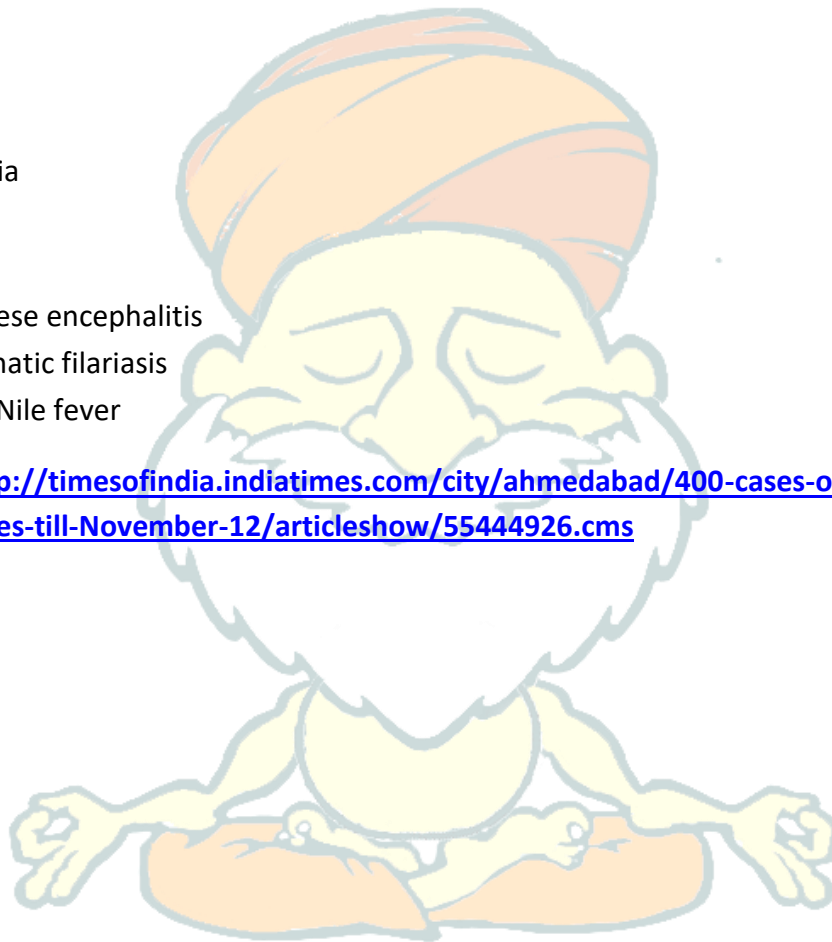 ia
ese encephalitis
natic filariasis
Nile fever
p://timesofindia.indiatimes.com/city/ahmedabad/400-cases-o
es-till-November-12/articleshow/55444926.cms